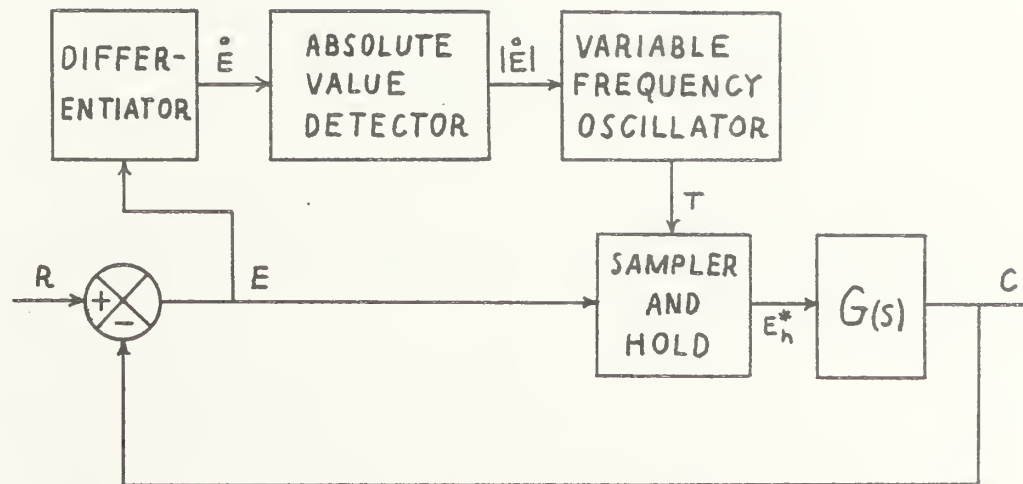 DIFFER-
ENTIATOR
Ė
ABSOLUTE
VALUE
DETECTOR
|Ė|
VARIABLE
FREQUENCY
OSCILLATOR
T
R
+
-
E
SAMPLER
AND
HOLD
E*h
G(s)
C